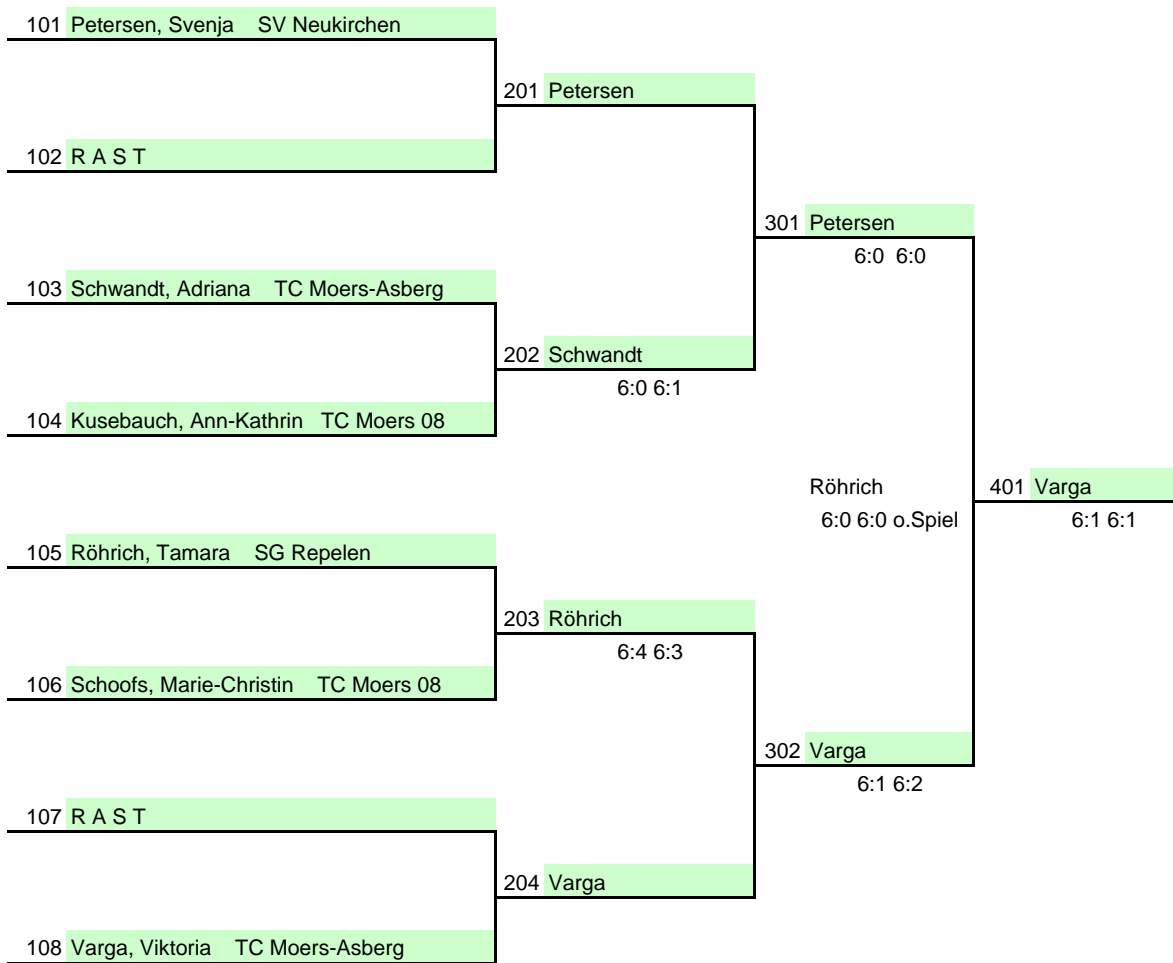 101 Petersen, Svenja SV Neukirchen
201 Petersen
102 R A S T
301 Petersen
6:0 6:0
103 Schwandt, Adriana TC Moers-Asberg
202 Schwandt
6:0 6:1
104 Kusebauch, Ann-Kathrin TC Moers 08
Röhrich 401 Varga
6:0 6:0 o.Spiel 6:1 6:1
105 Röhrich, Tamara SG Repelen
203 Röhrich
6:4 6:3
106 Schoofs, Marie-Christin TC Moers 08
302 Varga
6:1 6:2
107 R A S T
204 Varga
108 Varga, Viktoria TC Moers-Asberg